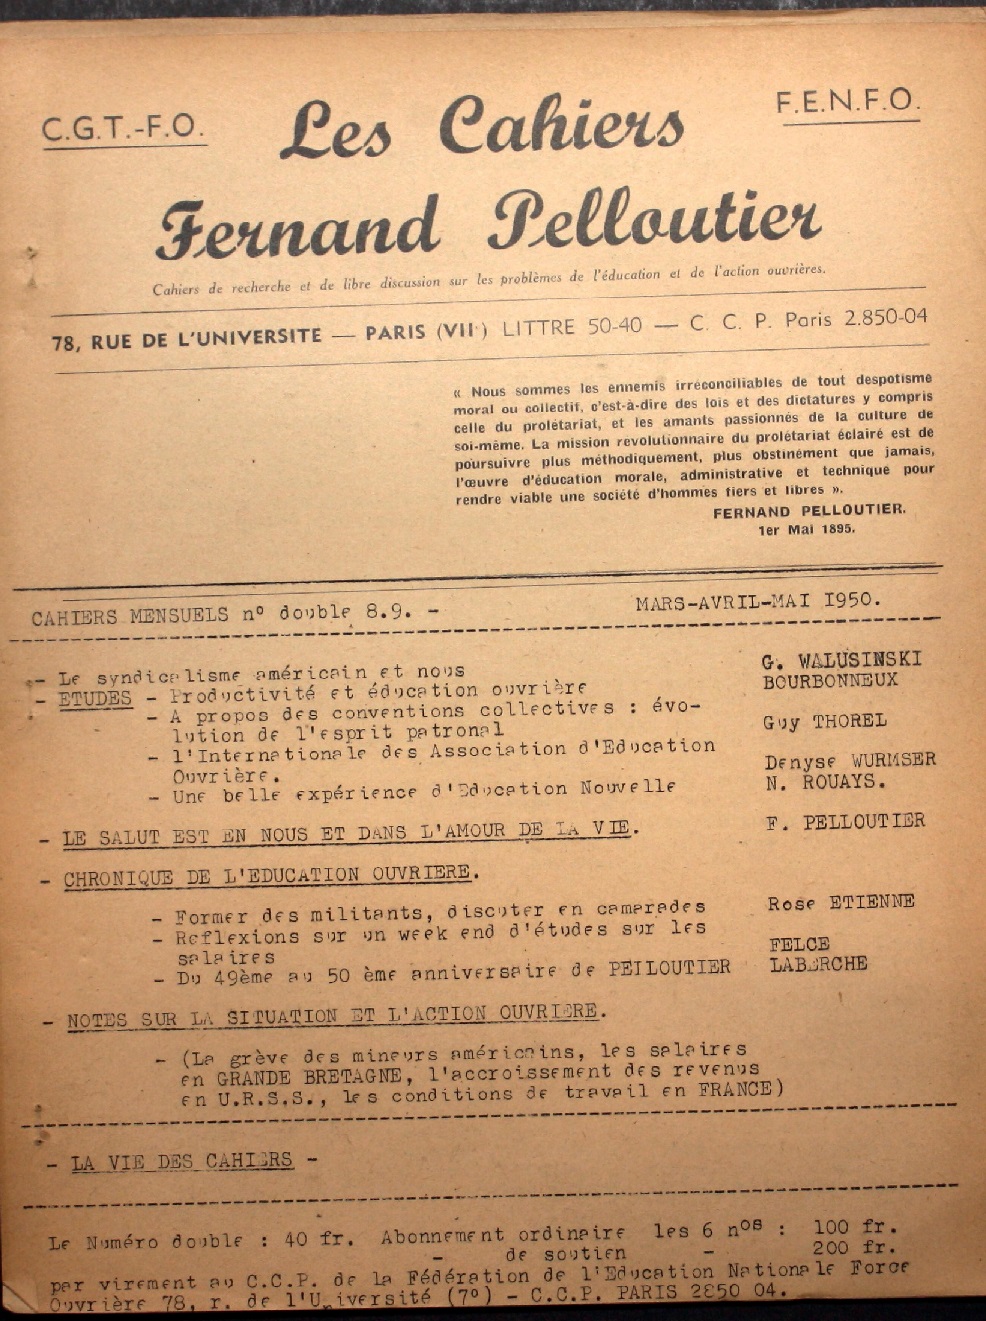 C.G.T.-F.O.
F.E.N.F.O.
Les Cahiers
Fernand Pelloutier
Cahiers de recherche et de libre discussion sur les problèmes de l'éducation et de l'action ouvrières.
78, RUE DE L'UNIVERSITE — PARIS (VII') LITTRE 50-40 — C. C. P. Paris 2.850-04
« Nous sommes les ennemis irréconciliables de tout despotisme
moral ou collectif, c'est-à-dire des lois et des dictatures y compris
celle du prolétariat, et les amants passionnés de la culture de
soi-même. La mission revolutionnaire du prolétariat éclairé est de
poursuivre plus méthodiquement, plus obstinément que jamais,
l'œuvre d'éducation morale, administrative et technique pour
rendre viable une société d'hommes fiers et libres ».
FERNAND PELLOUTIER.
1er Mai 1895.
CAHIERS MENSUELS nº double 8.9. - MARS-AVRIL-MAI 1950.
- Le syndicalisme américain et nous G. WALUSINSKI
- ETUDES - Productivité et éducation ouvrière BOURBONNEUX
- A propos des conventions collectives : évo-
lution de l'esprit patronal Guy THOREL
- l'Internationale des Association d'Education
Ouvrière. Denyse WURMSER
- Une belle expérience d'Education Nouvelle N. ROUAYS.
- LE SALUT EST EN NOUS ET DANS L'AMOUR DE LA VIE. F. PELLOUTIER
- CHRONIQUE DE L'EDUCATION OUVRIERE.
- Former des militants, discuter en camarades Rose ETIENNE
- Reflexions sur un week end d'études sur les
salaires FELCE
- Du 49ème au 50 ème anniversaire de PELLOUTIER LABERCHE
- NOTES SUR LA SITUATION ET L'ACTION OUVRIERE.
- (La grève des mineurs américains, les salaires
en GRANDE BRETAGNE, l'accroissement des revenus
en U.R.S.S., les conditions de travail en FRANCE)
- LA VIE DES CAHIERS -
Le Numéro double : 40 fr. Abonnement ordinaire les 6 nos : 100 fr.
- de soutien - 200 fr.
par virement au C.C.P. de la Fédération de l'Education Nationale Force
Ouvrière 78, r. de l'Université (7º) - C.C.P. PARIS 2850 04.